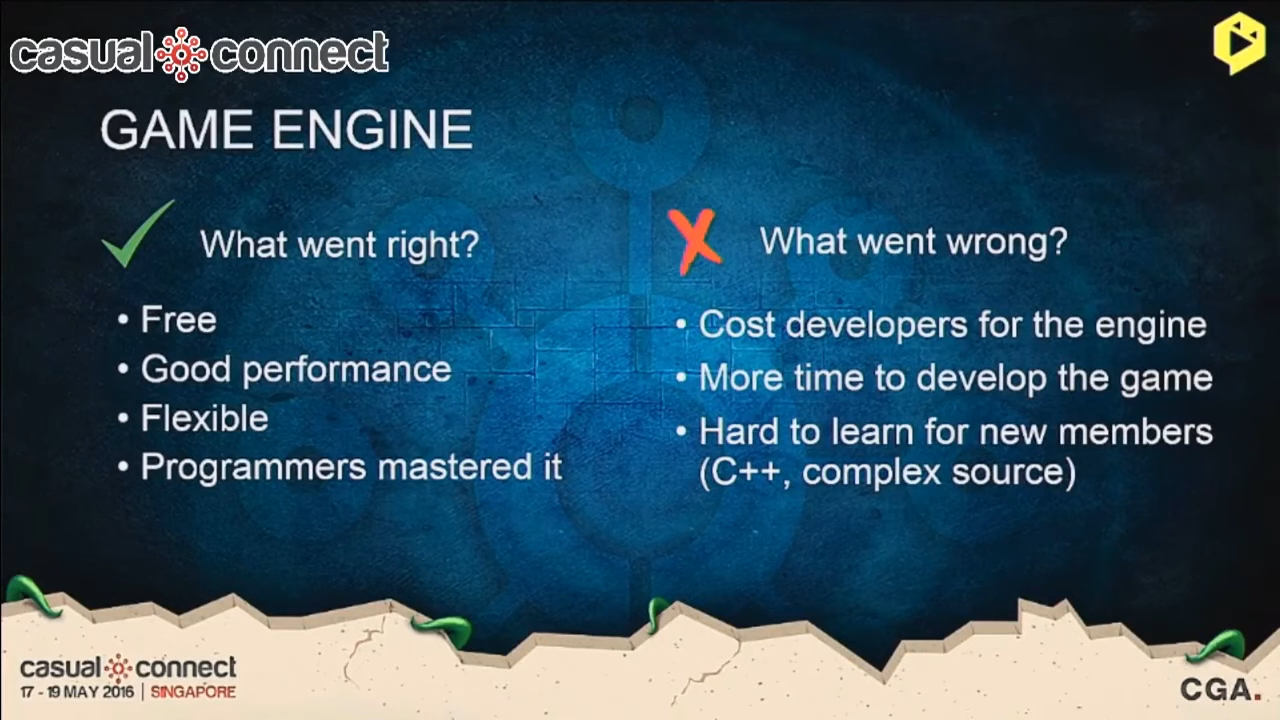 casual connect
GAME ENGINE
What went right?
• Free
• Good performance
• Flexible
• Programmers mastered it
What went wrong?
• Cost developers for the engine
• More time to develop the game
• Hard to learn for new members
(C++, complex source)
casual connect
17 - 19 MAY 2016 | SINGAPORE
CGA.